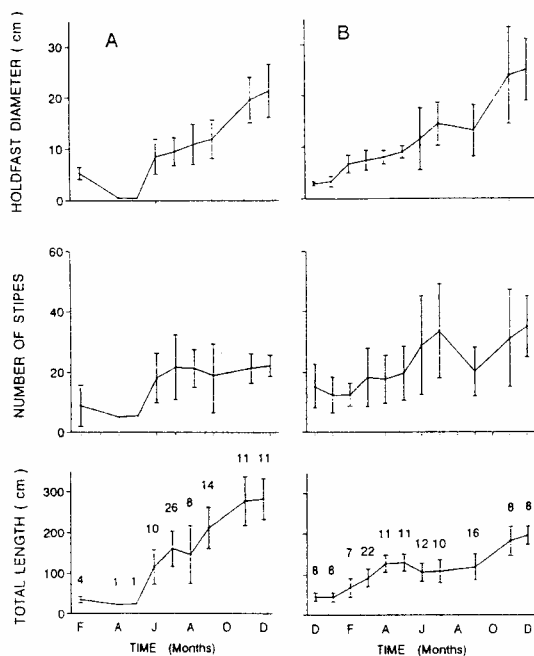 A
B
HOLDFAST DIAMETER ( cm )
30
20
10
0
NUMBER OF STIPES
60
40
20
0
TOTAL LENGTH ( cm )
300
200
100
0
4 1 1 10 26 8 14 11 11
8 8 7 22 11 11 12 10 16 8 8
F A J A O D
D F A J A O D
TIME (Months)
TIME (Months)